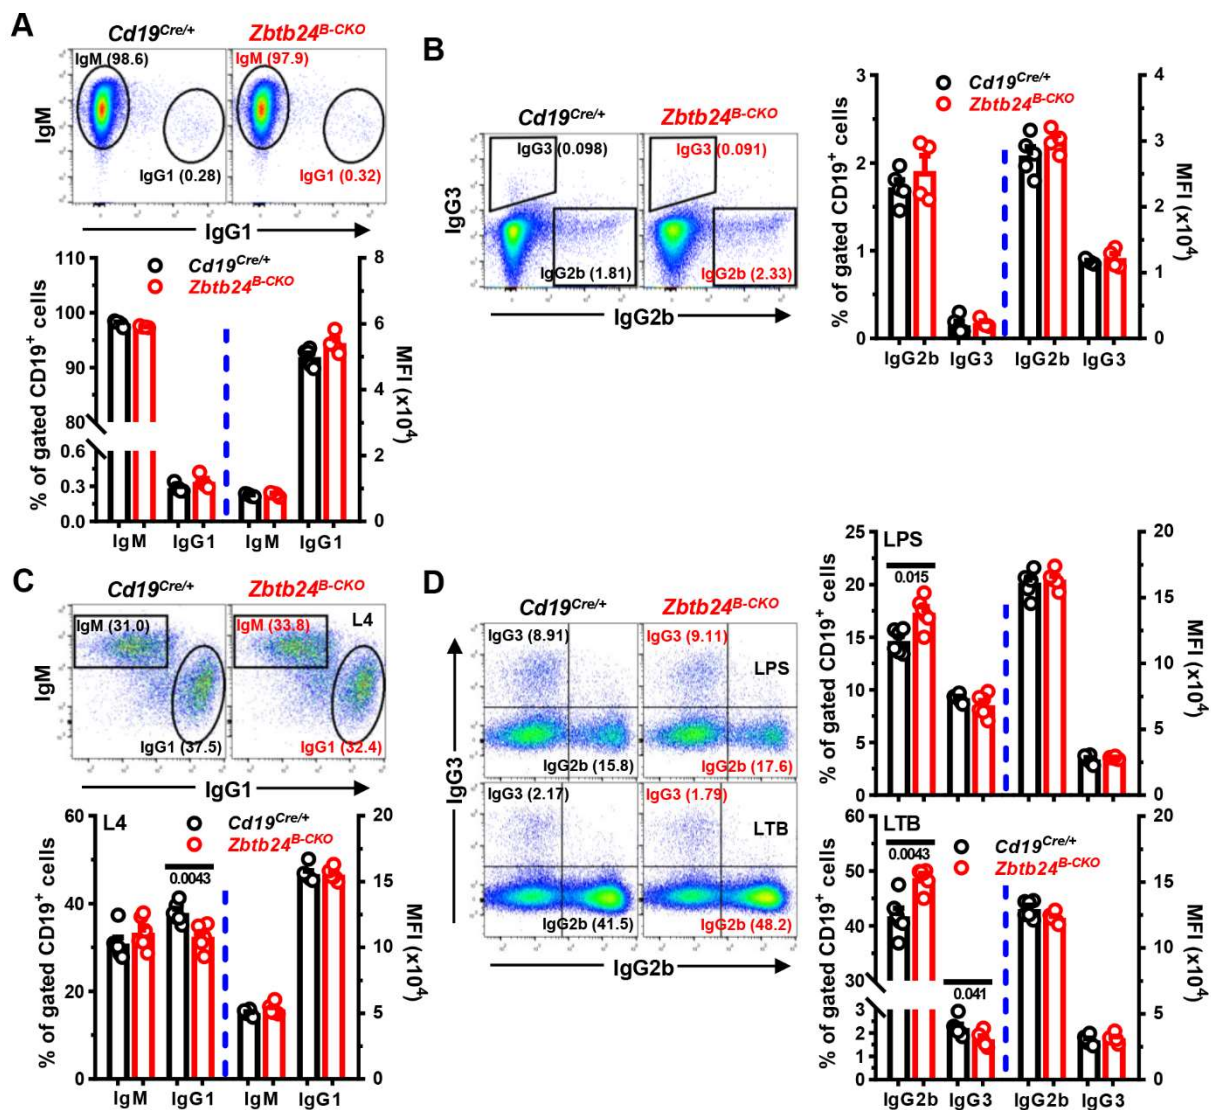 A
Cd19Cre/+
Zbtb24B-CKO
IgM (98.6)
IgM (97.9)
IgM
IgG1 (0.28)
IgG1 (0.32)
IgG1
110
100
90
80
0.6
0.3
0.0
% of gated CD19+ cells
Cd19Cre/+
Zbtb24B-CKO
8
6
4
2
0
MFI (x104)
IgM
IgG1
IgM
IgG1
B
Cd19Cre/+
Zbtb24B-CKO
IgG3 (0.098)
IgG3 (0.091)
IgG3
IgG2b (1.81)
IgG2b (2.33)
IgG2b
3
2
1
0
% of gated CD19+ cells
Cd19Cre/+
Zbtb24B-CKO
4
3
2
1
0
MFI (x104)
IgG2b
IgG3
IgG2b
IgG3
C
Cd19Cre/+
Zbtb24B-CKO
IgM (31.0)
IgM (33.8)
L4
IgM
IgG1 (37.5)
IgG1 (32.4)
IgG1
60
40
20
0
% of gated CD19+ cells
L4
Cd19Cre/+
Zbtb24B-CKO
0.0043
20
15
10
5
0
MFI (x104)
IgM
IgG1
IgM
IgG1
D
Cd19Cre/+
Zbtb24B-CKO
IgG3 (8.91)
IgG3 (9.11)
LPS
IgG2b (15.8)
IgG2b (17.6)
IgG3 (2.17)
IgG3 (1.79)
LTB
IgG3
IgG2b (41.5)
IgG2b (48.2)
IgG2b
25
20
15
10
5
0
% of gated CD19+ cells
LPS
0.015
20
15
10
5
0
MFI (x104)
60
50
40
30
3
2
1
0
% of gated CD19+ cells
LTB
0.0043
Cd19Cre/+
Zbtb24B-CKO
0.041
20
15
10
5
0
MFI (x104)
IgG2b
IgG3
IgG2b
IgG3